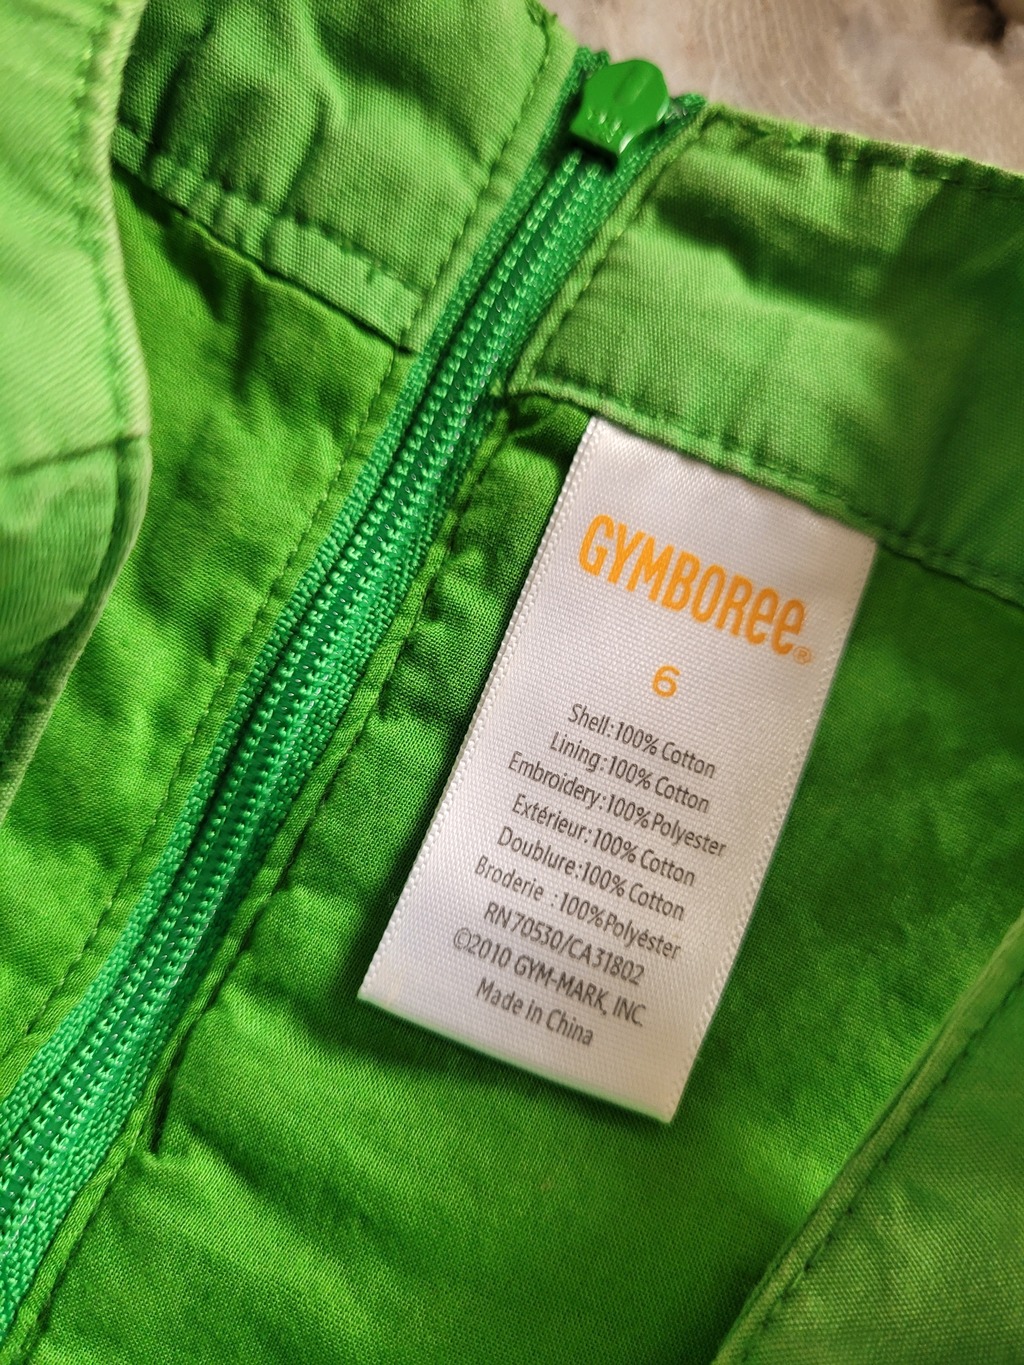 GYMBOREE®
6
Shell:100% Cotton
Lining:100% Cotton
Embroidery:100%Polyester
Extérieur:100% Cotton
Doublure:100% Cotton
Broderie :100%Polyéster
RN70530/CA31802
©2010 GYM-MARK, INC.
Made in China